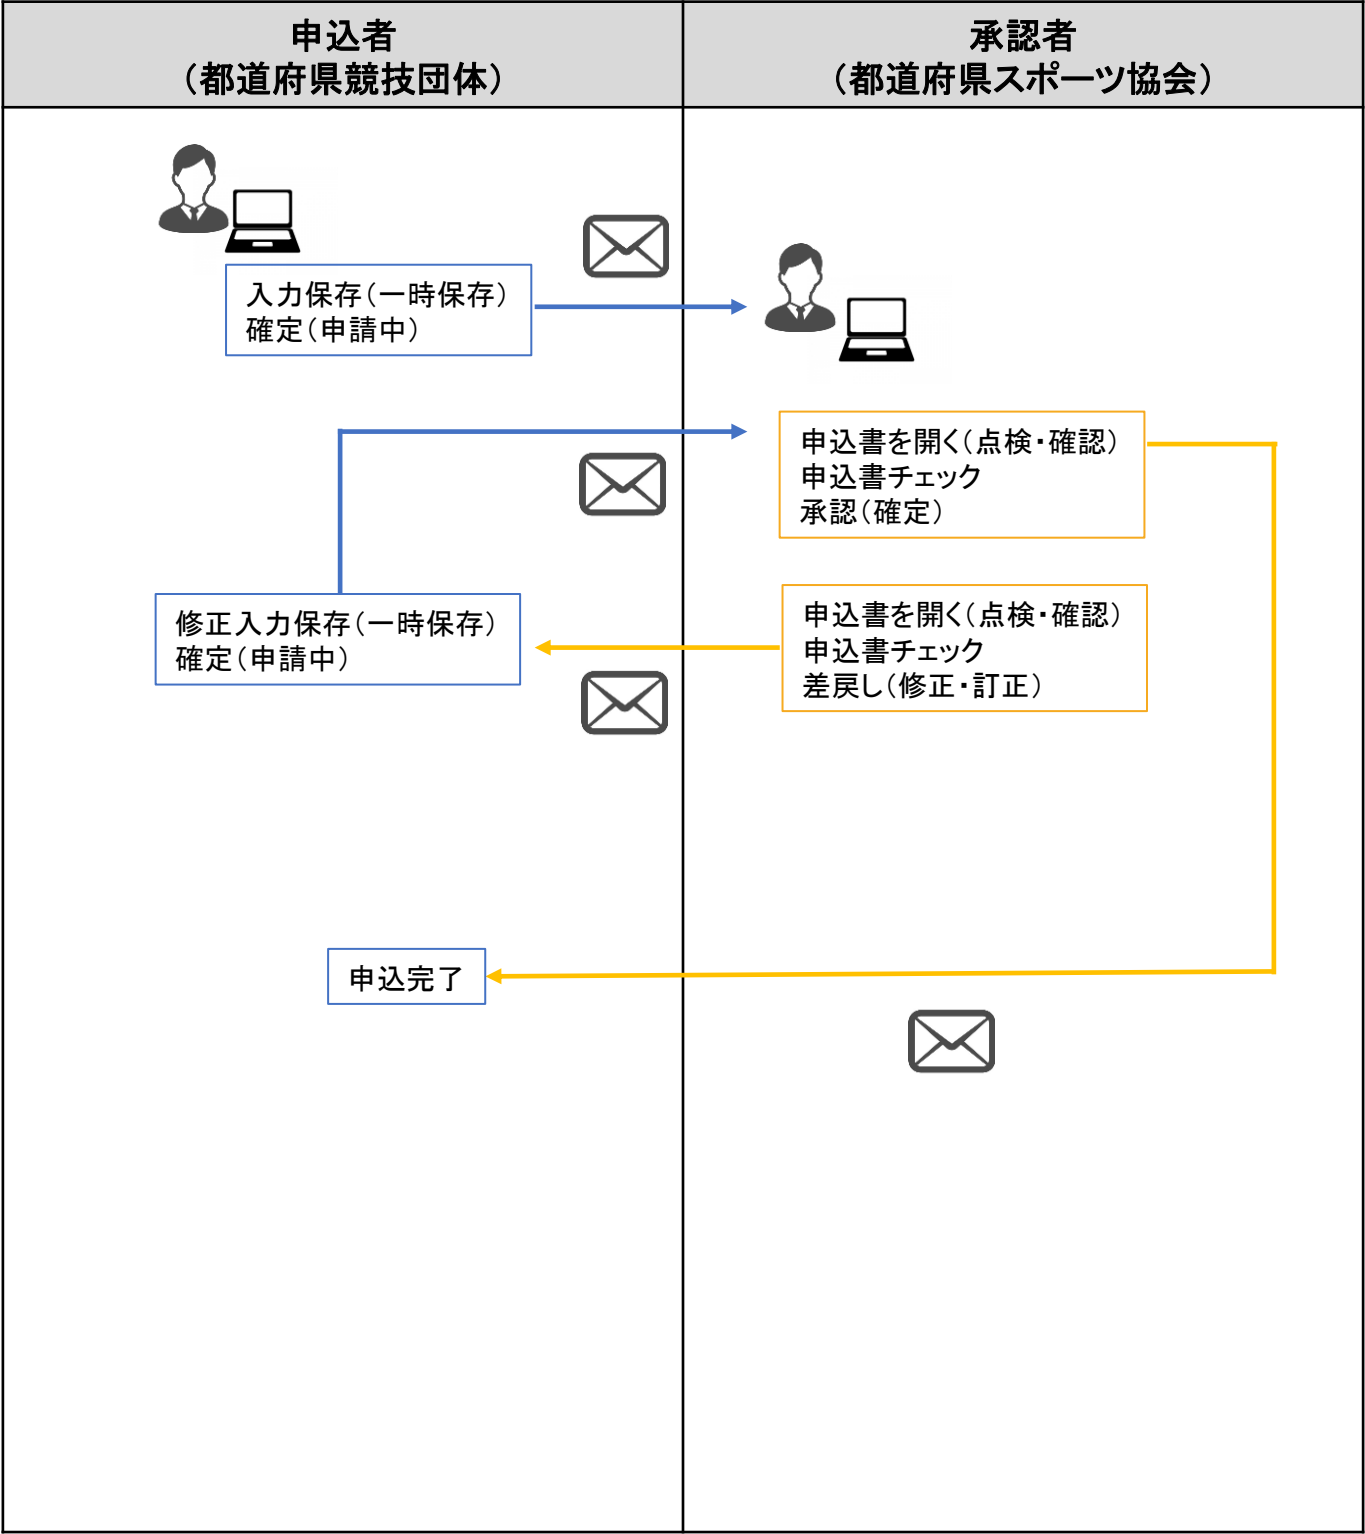 申込者
（都道府県競技団体）
承認者
（都道府県スポーツ協会）
入力保存（一時保存）
確定（申請中）
申込書を開く（点検・確認）
申込書チェック
承認（確定）
修正入力保存（一時保存）
確定（申請中）
申込書を開く（点検・確認）
申込書チェック
差戻し（修正・訂正）
申込完了